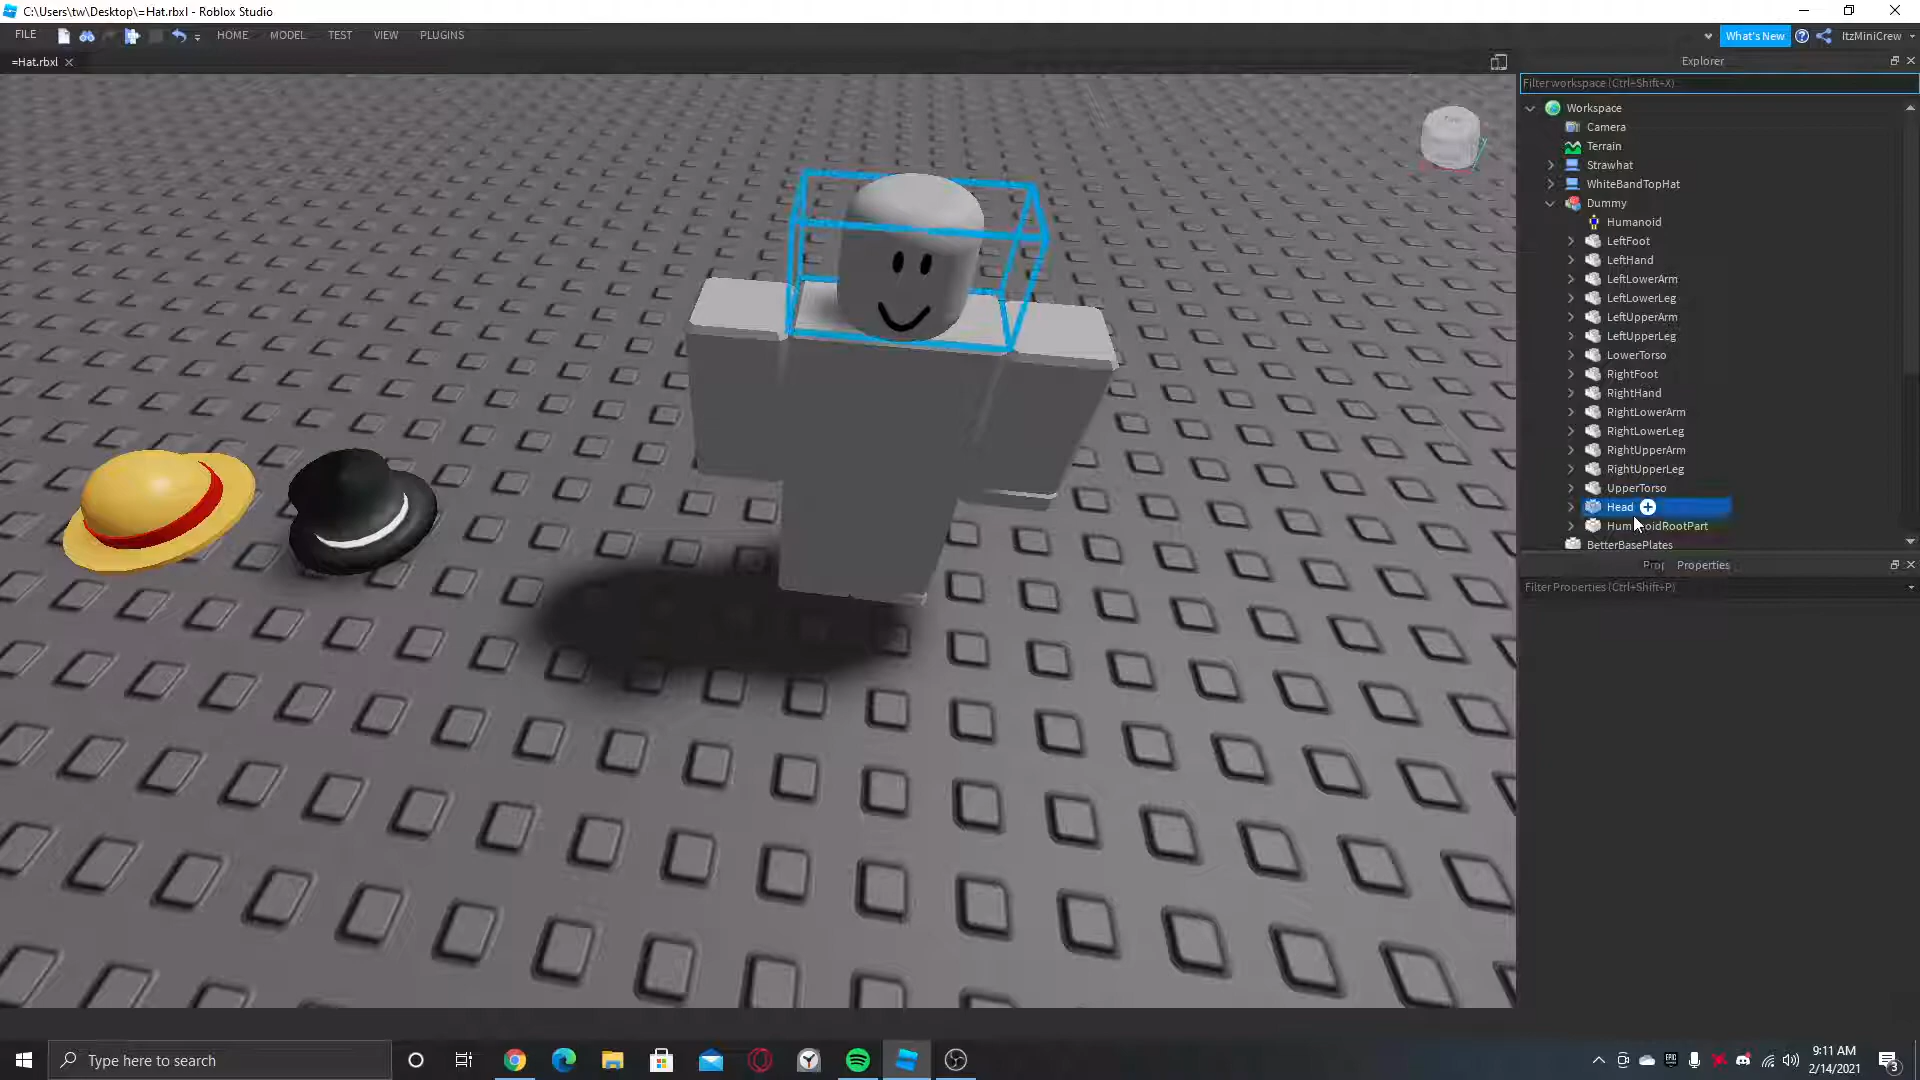 C:\Users\tw\Desktop\=Hat.rbxl - Roblox Studio
FILE
HOME
MODEL
TEST
VIEW
PLUGINS
What's New
ItzMiniCrew
=Hat.rbxl
Explorer
Filter workspace (Ctrl+Shift+X)
Workspace
Camera
Terrain
Strawhat
WhiteBandTopHat
Dummy
Humanoid
LeftFoot
LeftHand
LeftLowerArm
LeftLowerLeg
LeftUpperArm
LeftUpperLeg
LowerTorso
RightFoot
RightHand
RightLowerArm
RightLowerLeg
RightUpperArm
RightUpperLeg
UpperTorso
Head
HumanoidRootPart
BetterBasePlates
Properties
Filter Properties (Ctrl+Shift+P)
Type here to search
9:11 AM
2/14/2021
3